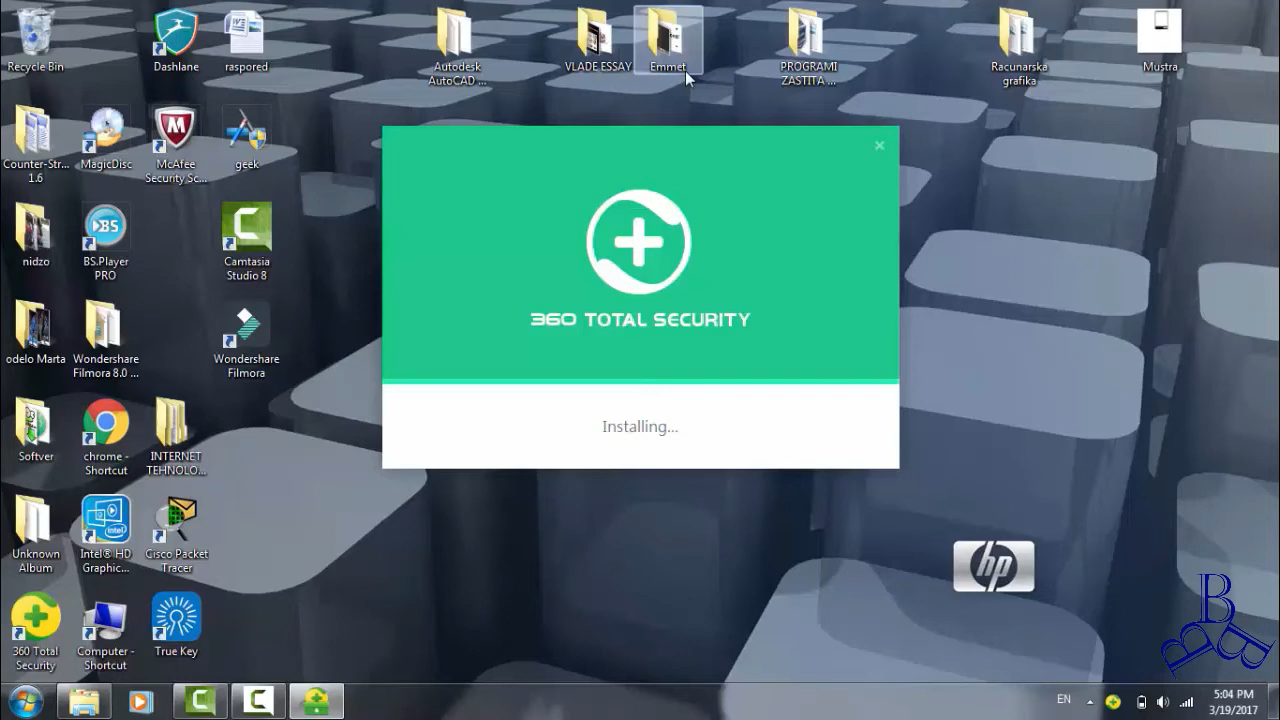 Recycle Bin
Dashlane
raspored
Autodesk
AutoCAD ...
VLADE ESSAY
Emmet
PROGRAMI
ZASTITA ...
Racunarska
grafika
Mustra
Counter-Str...
1.6
MagicDisc
McAfee
Security Sc...
geek
nidzo
BS.Player
PRO
Camtasia
Studio 8
odelo Marta
Wondershare
Filmora 8.0 ...
Wondershare
Filmora
Softver
chrome -
Shortcut
INTERNET
TEHNOLO...
Unknown
Album
Intel® HD
Graphic...
Cisco Packet
Tracer
360 Total
Security
Computer -
Shortcut
True Key
360 TOTAL SECURITY
Installing...
hp
B
B
B
EN
5:04 PM
3/19/2017